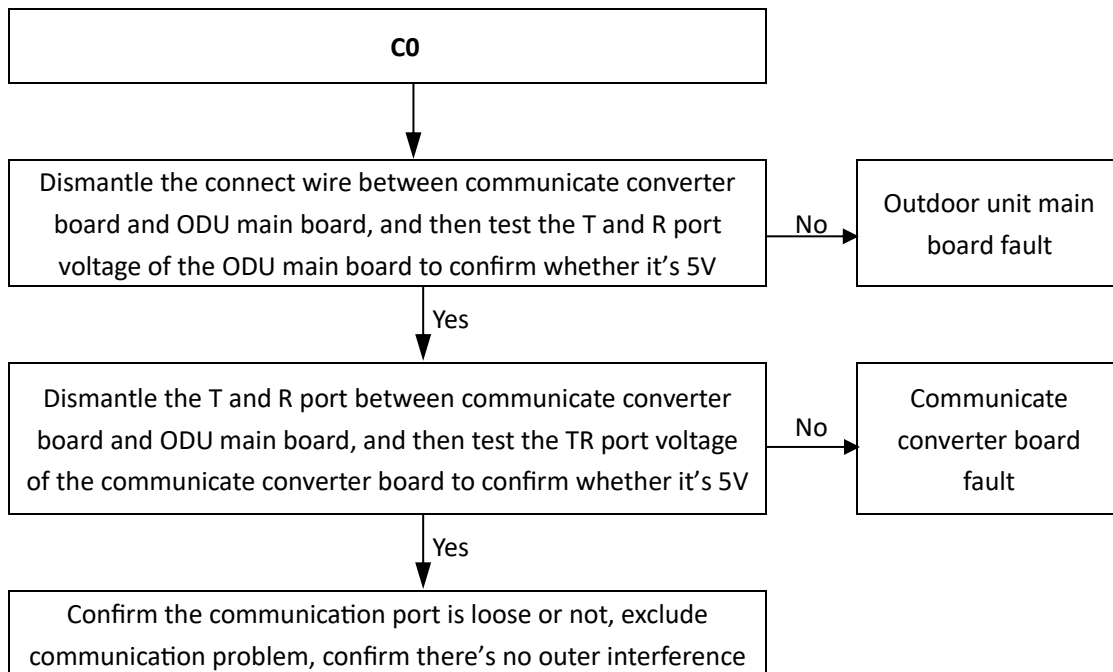 C0
Dismantle the connect wire between communicate converter
board and ODU main board, and then test the T and R port
voltage of the ODU main board to confirm whether it’s 5V
No
Outdoor unit main
board fault
Yes
Dismantle the T and R port between communicate converter
board and ODU main board, and then test the TR port voltage
of the communicate converter board to confirm whether it’s 5V
No
Communicate
converter board
fault
Yes
Confirm the communication port is loose or not, exclude
communication problem, confirm there’s no outer interference